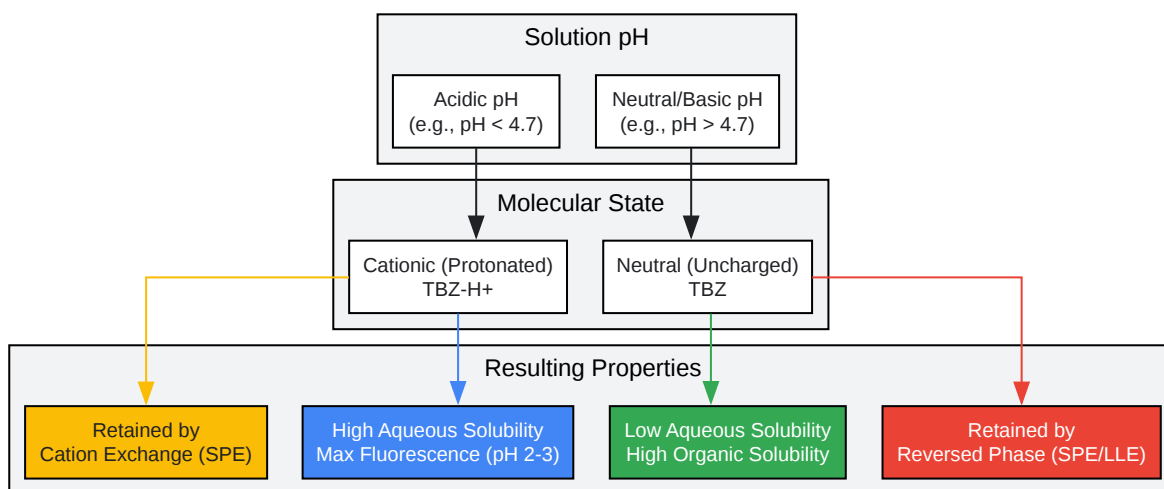 Solution pH
Acidic pH
(e.g., pH < 4.7)
Neutral/Basic pH
(e.g., pH > 4.7)
Molecular State
Cationic (Protonated)
TBZ-H+
Neutral (Uncharged)
TBZ
Resulting Properties
Retained by
Cation Exchange (SPE)
High Aqueous Solubility
Max Fluorescence (pH 2-3)
Low Aqueous Solubility
High Organic Solubility
Retained by
Reversed Phase (SPE/LLE)